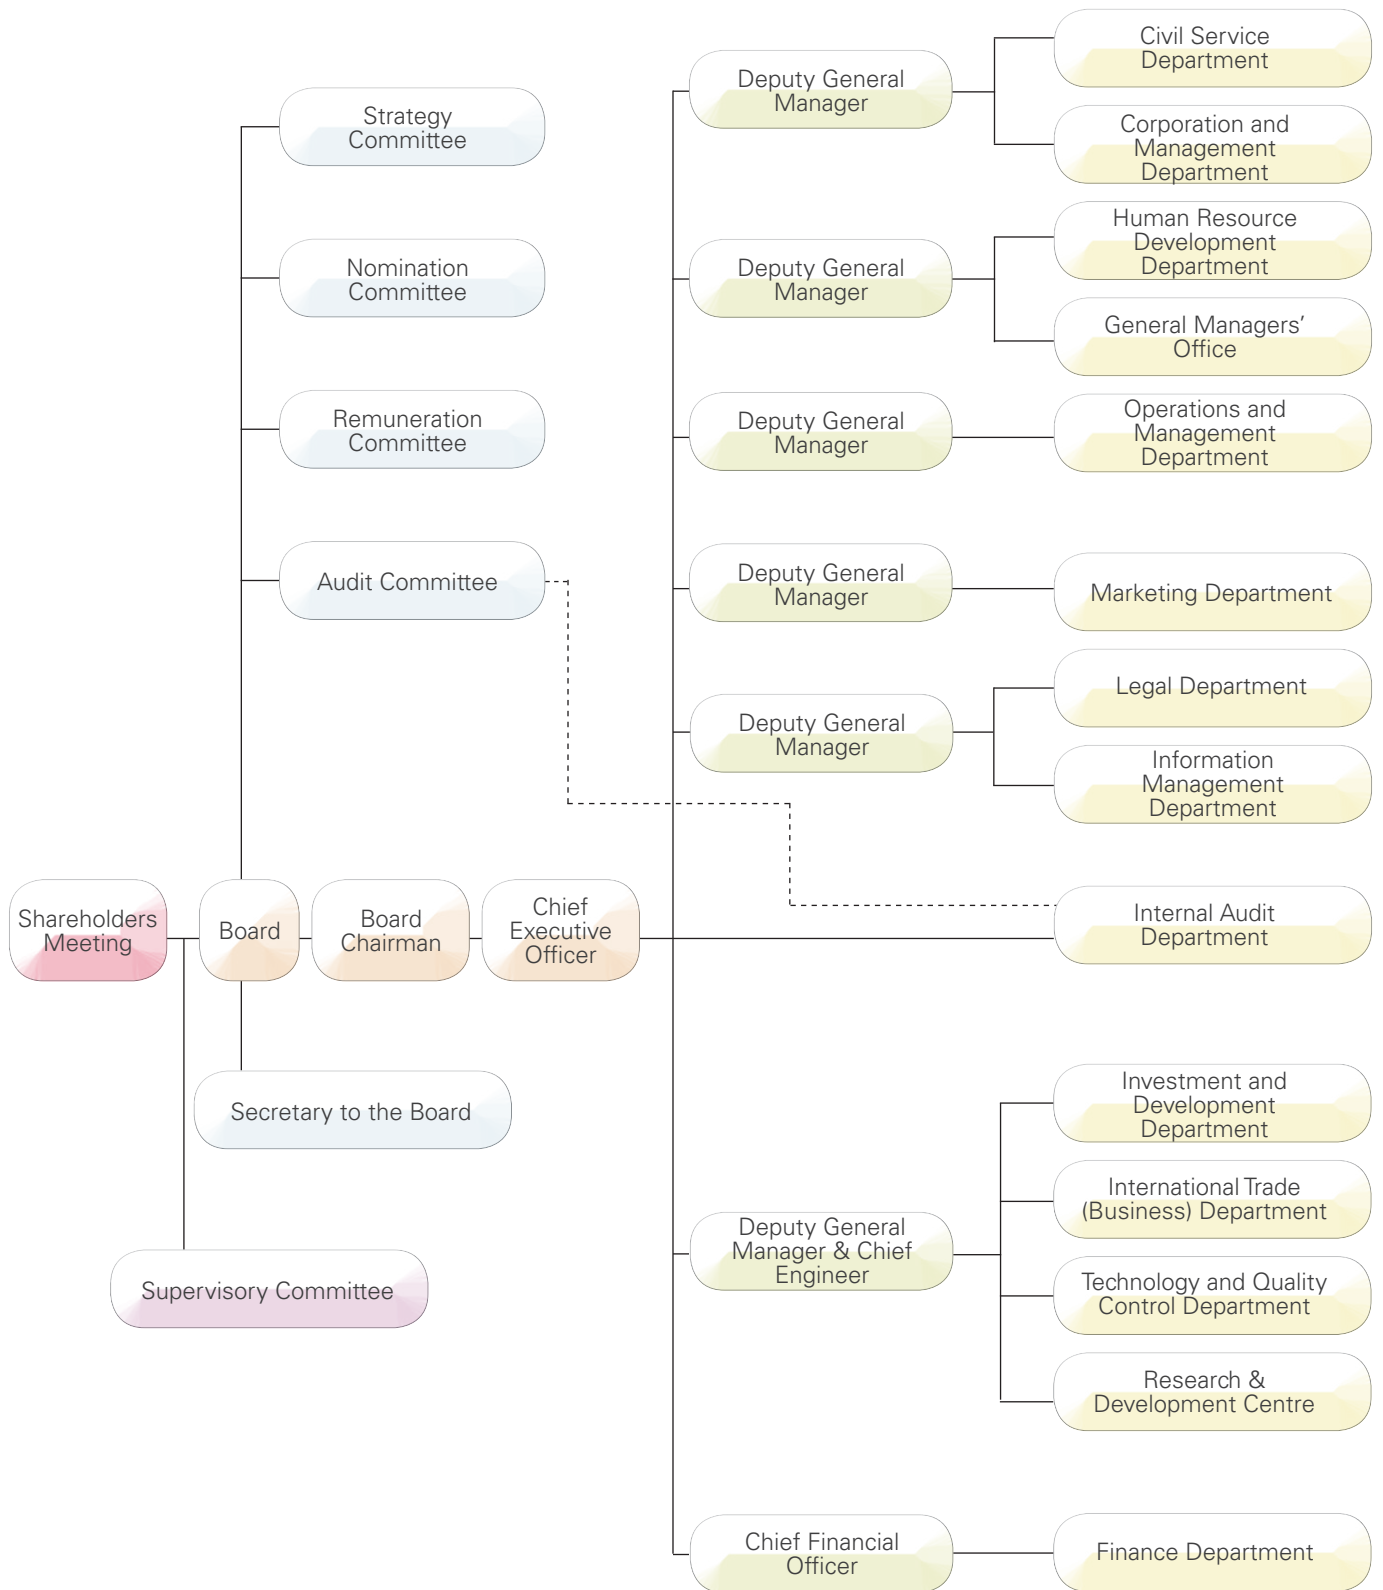 Strategy
Committee
Nomination
Committee
Remuneration
Committee
Audit Committee
Shareholders
Meeting
Board
Board
Chairman
Chief
Executive
Officer
Secretary to the Board
Supervisory Committee
Deputy General
Manager
Civil Service
Department
Corporation and
Management
Department
Deputy General
Manager
Human Resource
Development
Department
General Managers’
Office
Deputy General
Manager
Operations and
Management
Department
Deputy General
Manager
Marketing Department
Deputy General
Manager
Legal Department
Information
Management
Department
Internal Audit
Department
Deputy General
Manager & Chief
Engineer
Investment and
Development
Department
International Trade
(Business) Department
Technology and Quality
Control Department
Research &
Development Centre
Chief Financial
Officer
Finance Department